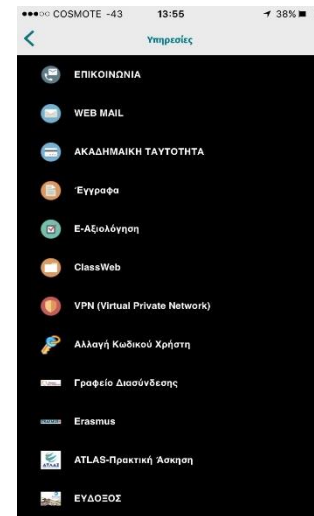 COSMOTE -43 13:55 38%
Υπηρεσίες
ΕΠΙΚΟΙΝΩΝΙΑ
WEB MAIL
ΑΚΑΔΗΜΑΙΚΗ ΤΑΥΤΟΤΗΤΑ
Έγγραφα
Ε-Αξιολόγηση
ClassWeb
VPN (Virtual Private Network)
Αλλαγή Κωδικού Χρήστη
Γραφείο Διασύνδεσης
Erasmus
ΑΤΛΑΣ
ATLAS-Πρακτική Άσκηση
ΕΥΔΟΞΟΣ